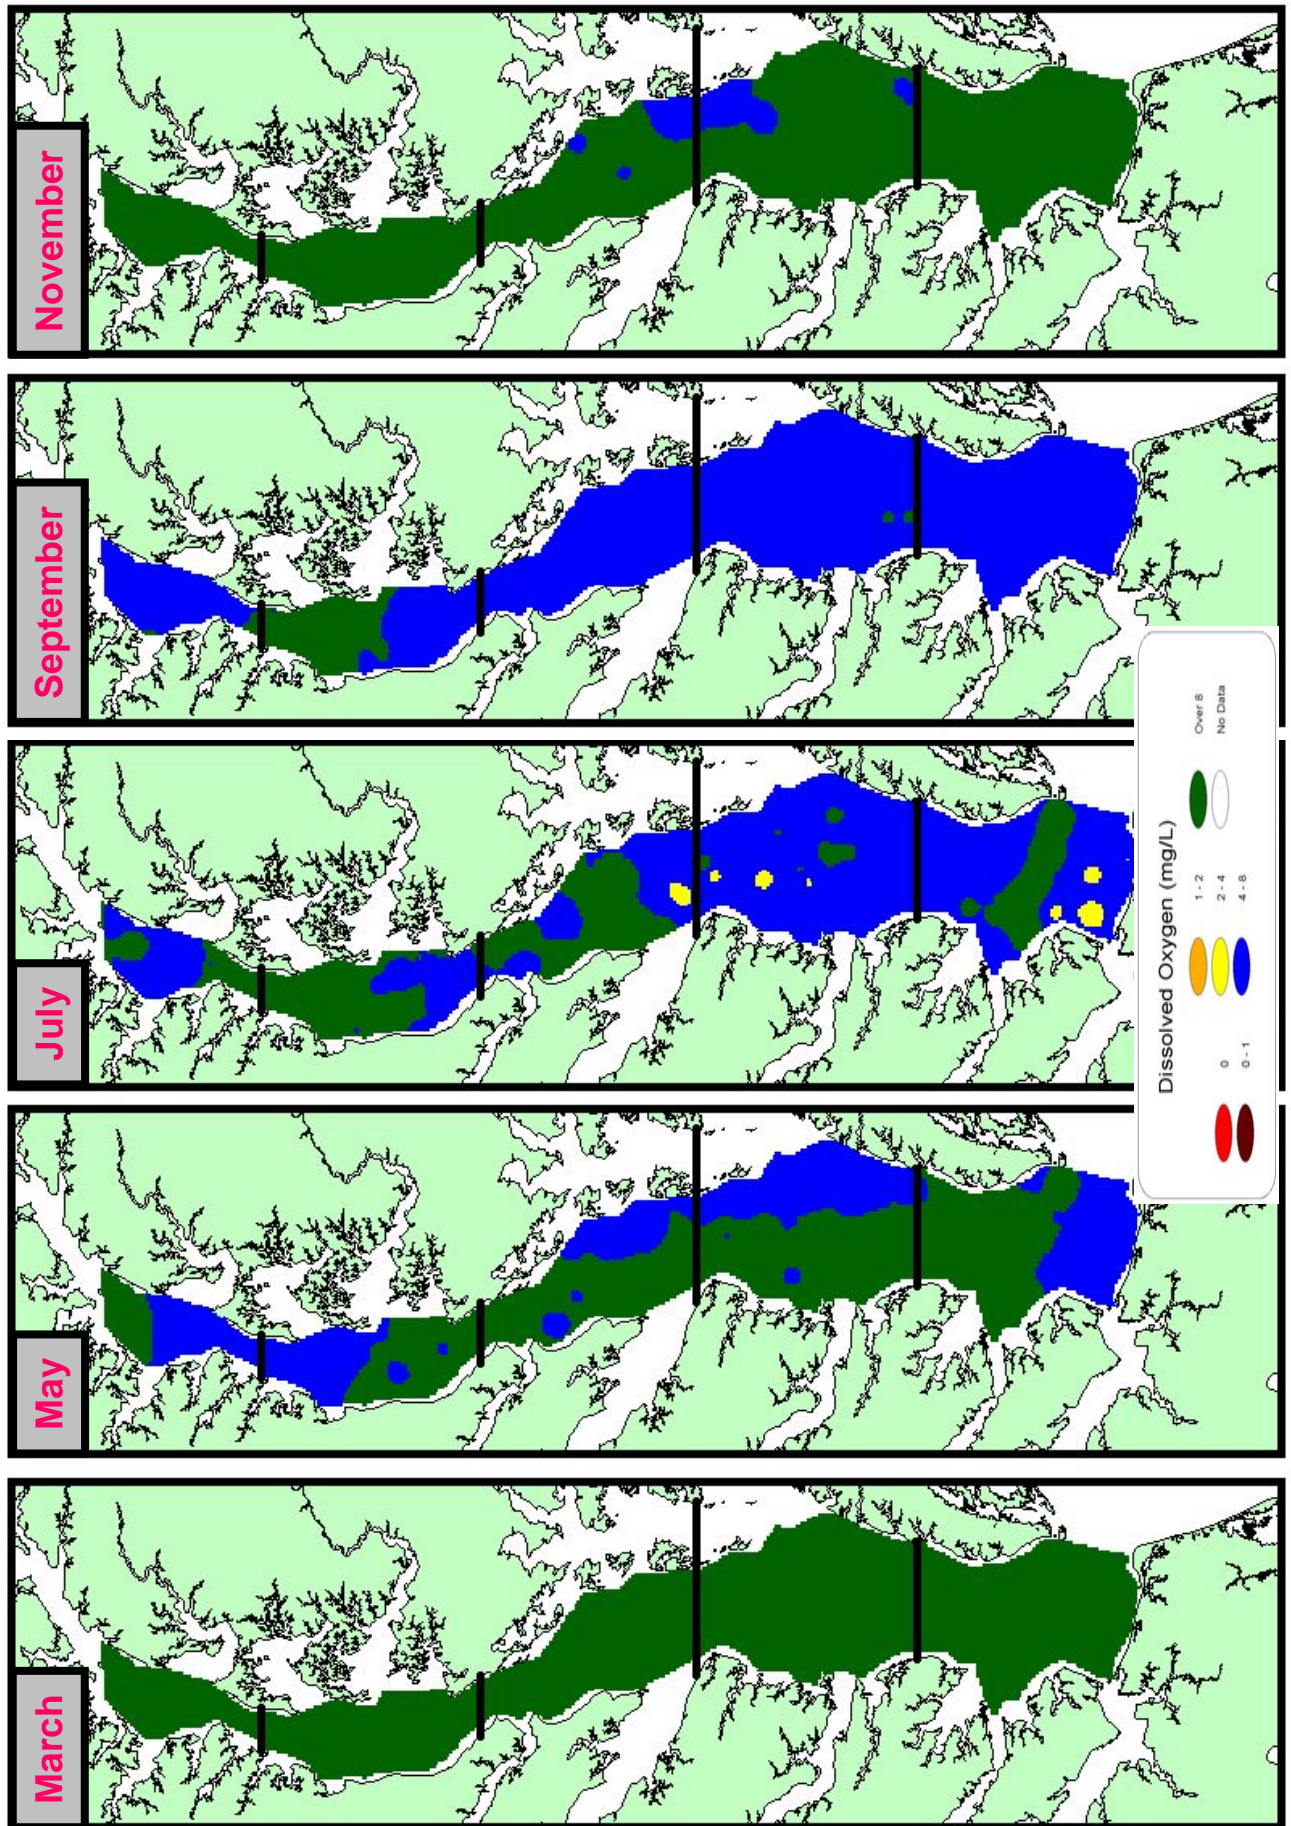 November
September
July
May
March
Dissolved Oxygen (mg/L)
0
0 - 1
1 - 2
2 - 4
4 - 8
Over 8
No Data